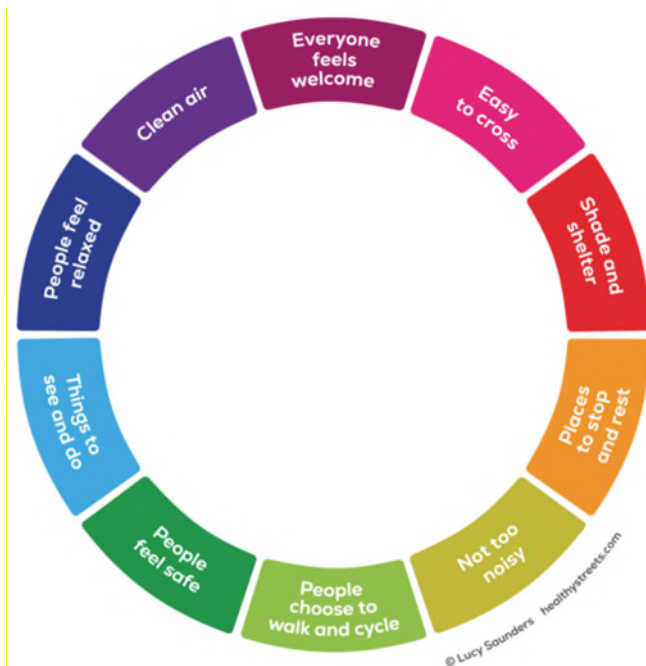 Everyone
feels
welcome
Easy
to cross
Shade and
shelter
Places
to stop
and rest
Not too
noisy
People
choose to
walk and cycle
People
feel safe
Things to
see and do
People feel
relaxed
Clean air
© Lucy Saunders healthystreets.com